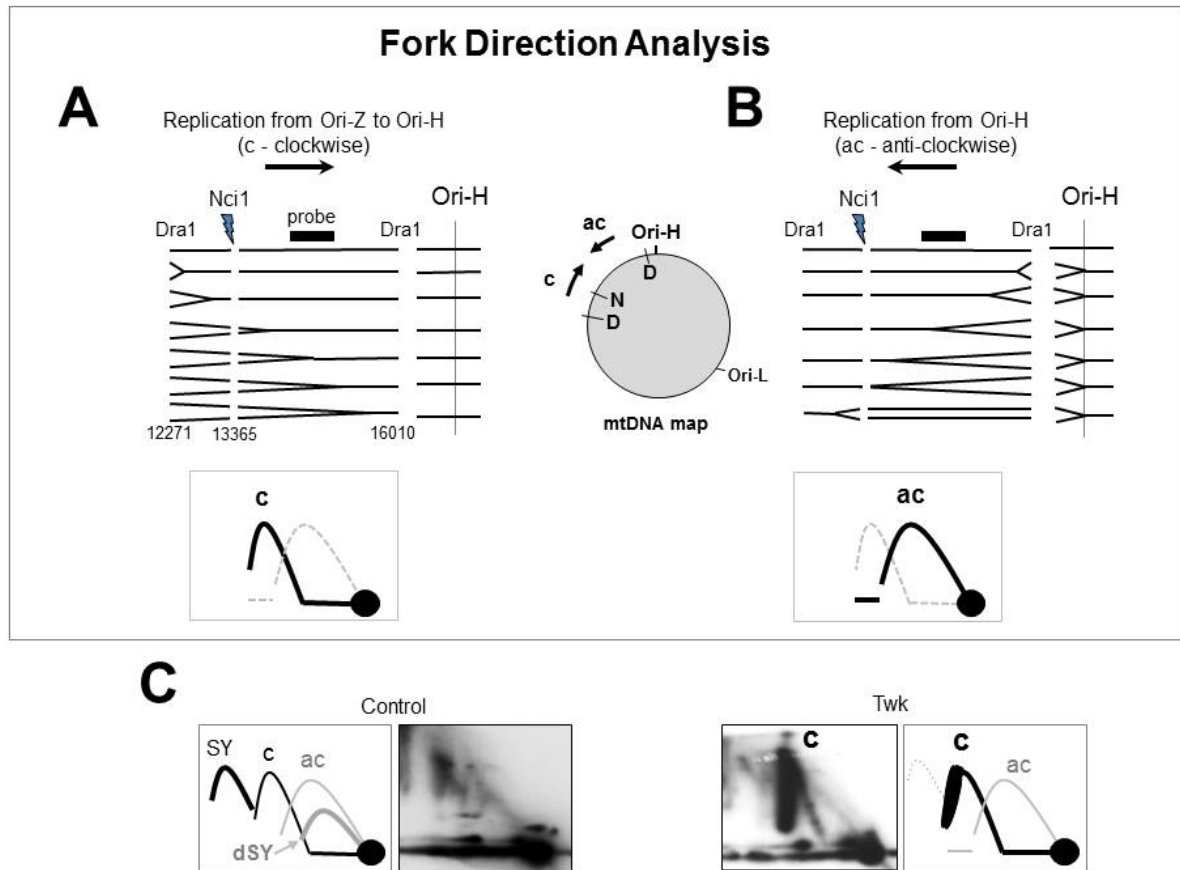 Fork Direction Analysis
A
Replication from Ori-Z to Ori-H
(c - clockwise)
Nci1
Ori-H
Dra1
probe
Dra1
12271
13365
16010
c
ac
Ori-H
D
c
N
D
Ori-L
mtDNA map
B
Replication from Ori-H
(ac - anti-clockwise)
Nci1
Ori-H
Dra1
Dra1
ac
C
Control
SY
c
ac
dSY
Twk
c
c
ac